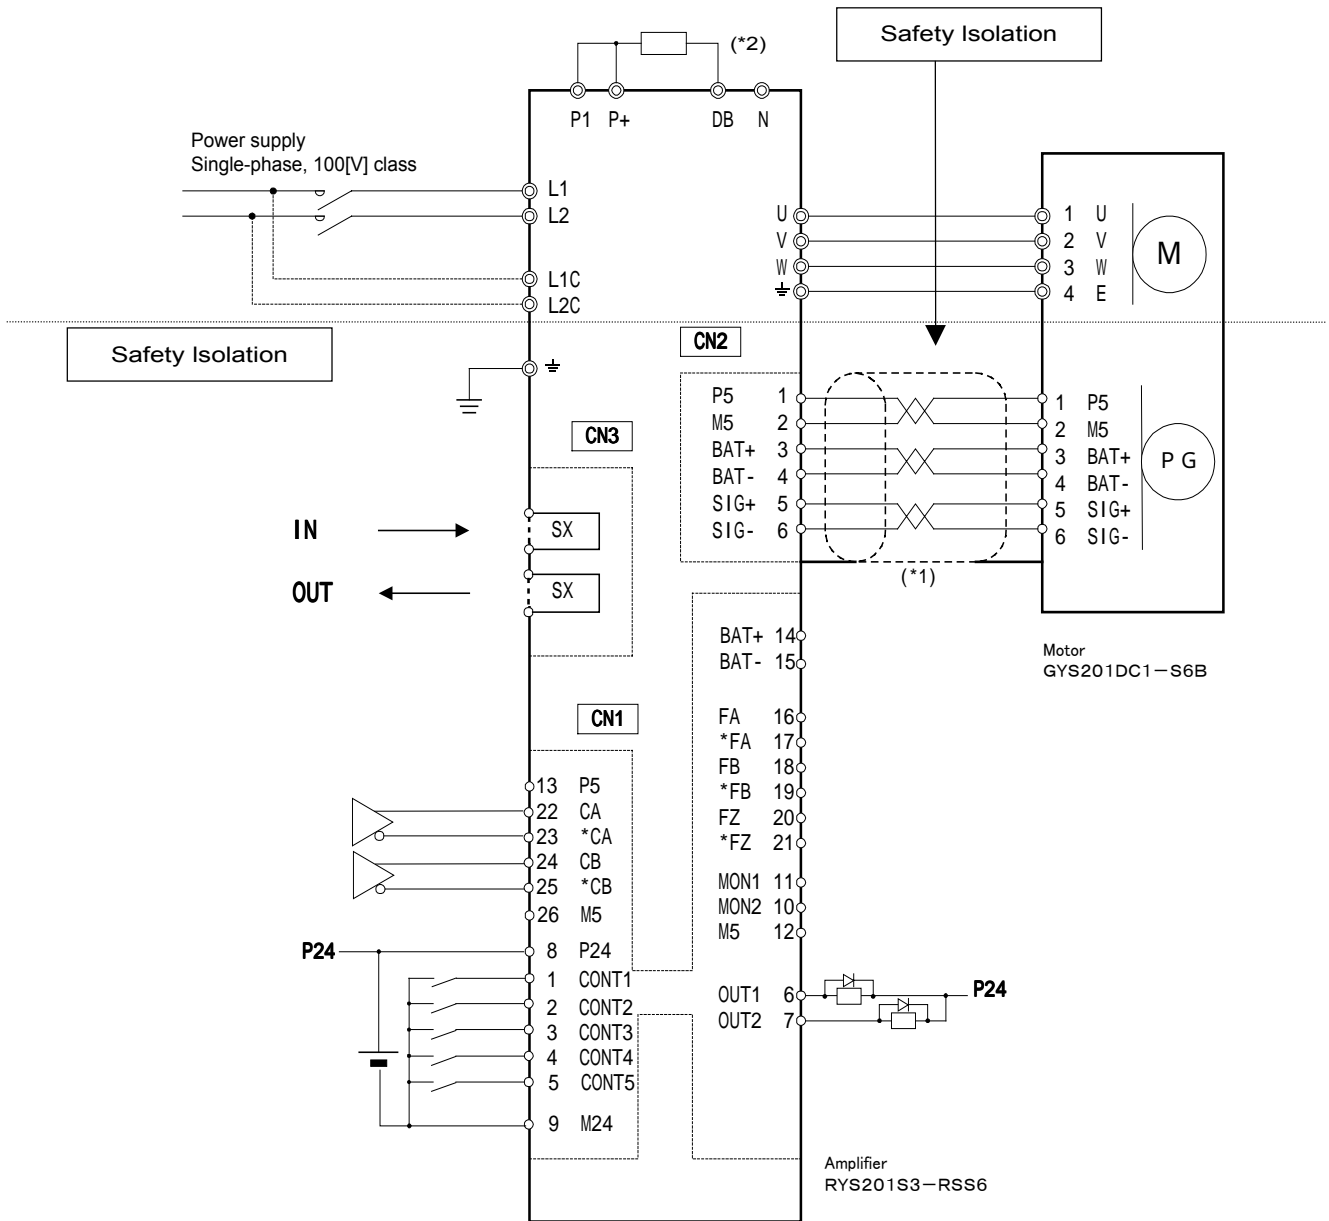 Safety Isolation
(*2)
P1 P+ DB N
Power supply
Single-phase, 100[V] class
L1
L2
L1C
L2C
U
V
W
1 U
2 V
3 W
4 E
M
Safety Isolation
CN2
P5 1
M5 2
BAT+ 3
BAT- 4
SIG+ 5
SIG- 6
1 P5
2 M5
3 BAT+
4 BAT-
5 SIG+
6 SIG-
P G
(*1)
CN3
IN
SX
OUT
SX
Motor
GYS201DC1-S6B
BAT+ 14
BAT- 15
FA 16
*FA 17
FB 18
*FB 19
FZ 20
*FZ 21
MON1 11
MON2 10
M5 12
OUT1 6
OUT2 7
P24
CN1
13 P5
22 CA
23 *CA
24 CB
25 *CB
26 M5
P24
8 P24
1 CONT1
2 CONT2
3 CONT3
4 CONT4
5 CONT5
9 M24
Amplifier
RYS201S3-RSS6